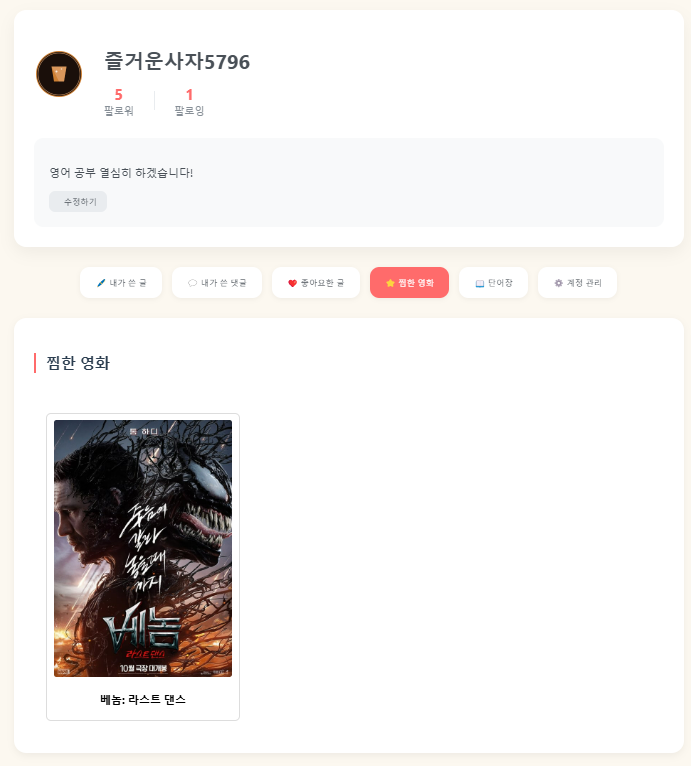 즐거운사자5796
5
팔로워
1
팔로잉
영어 공부 열심히 하겠습니다!
수정하기
내가 쓴 글
내가 쓴 댓글
좋아요한 글
찜한 영화
단어장
계정 관리
찜한 영화
톰 하디
죽음이
갈라
놓을 때
까지
베놈
라스트 댄스
10월 극장 대개봉
베놈: 라스트 댄스